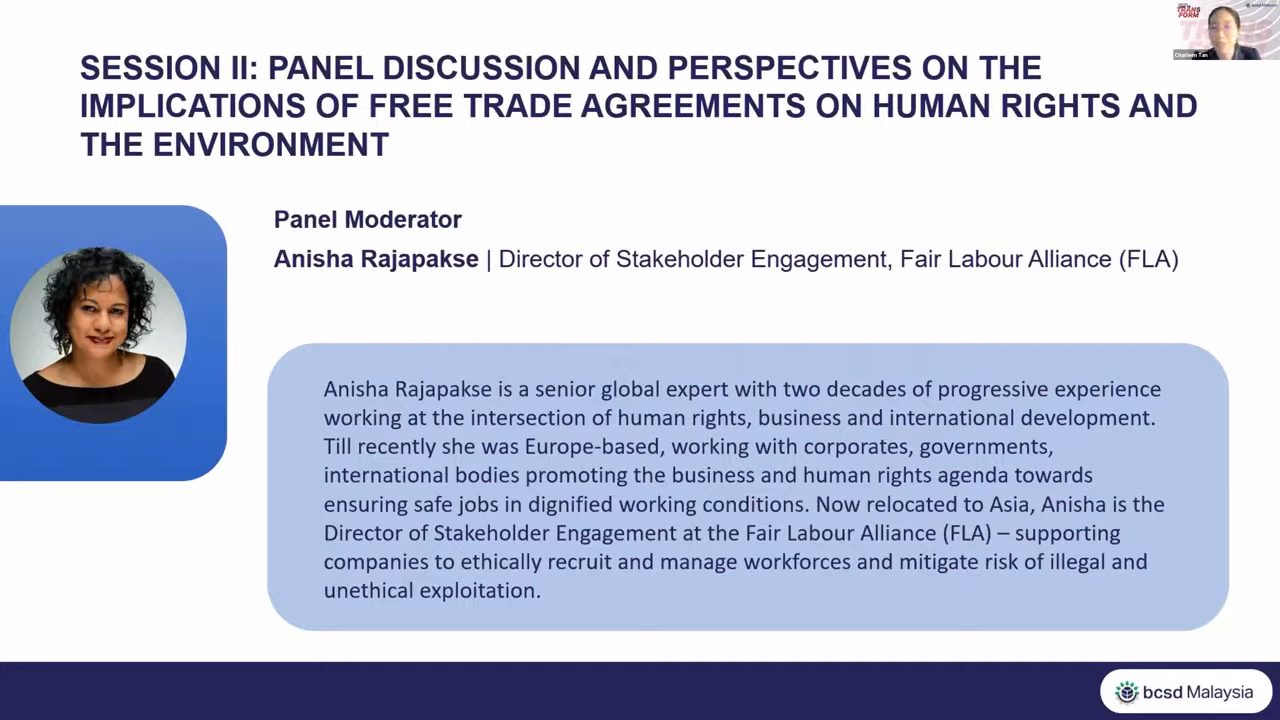 SESSION II: PANEL DISCUSSION AND PERSPECTIVES ON THE
IMPLICATIONS OF FREE TRADE AGREEMENTS ON HUMAN RIGHTS AND
THE ENVIRONMENT
TRANS
FORM
bcsd Malaysia
Charleen Tan
Panel Moderator
Anisha Rajapakse | Director of Stakeholder Engagement, Fair Labour Alliance (FLA)
Anisha Rajapakse is a senior global expert with two decades of progressive experience
working at the intersection of human rights, business and international development.
Till recently she was Europe-based, working with corporates, governments,
international bodies promoting the business and human rights agenda towards
ensuring safe jobs in dignified working conditions. Now relocated to Asia, Anisha is the
Director of Stakeholder Engagement at the Fair Labour Alliance (FLA) – supporting
companies to ethically recruit and manage workforces and mitigate risk of illegal and
unethical exploitation.
bcsd Malaysia